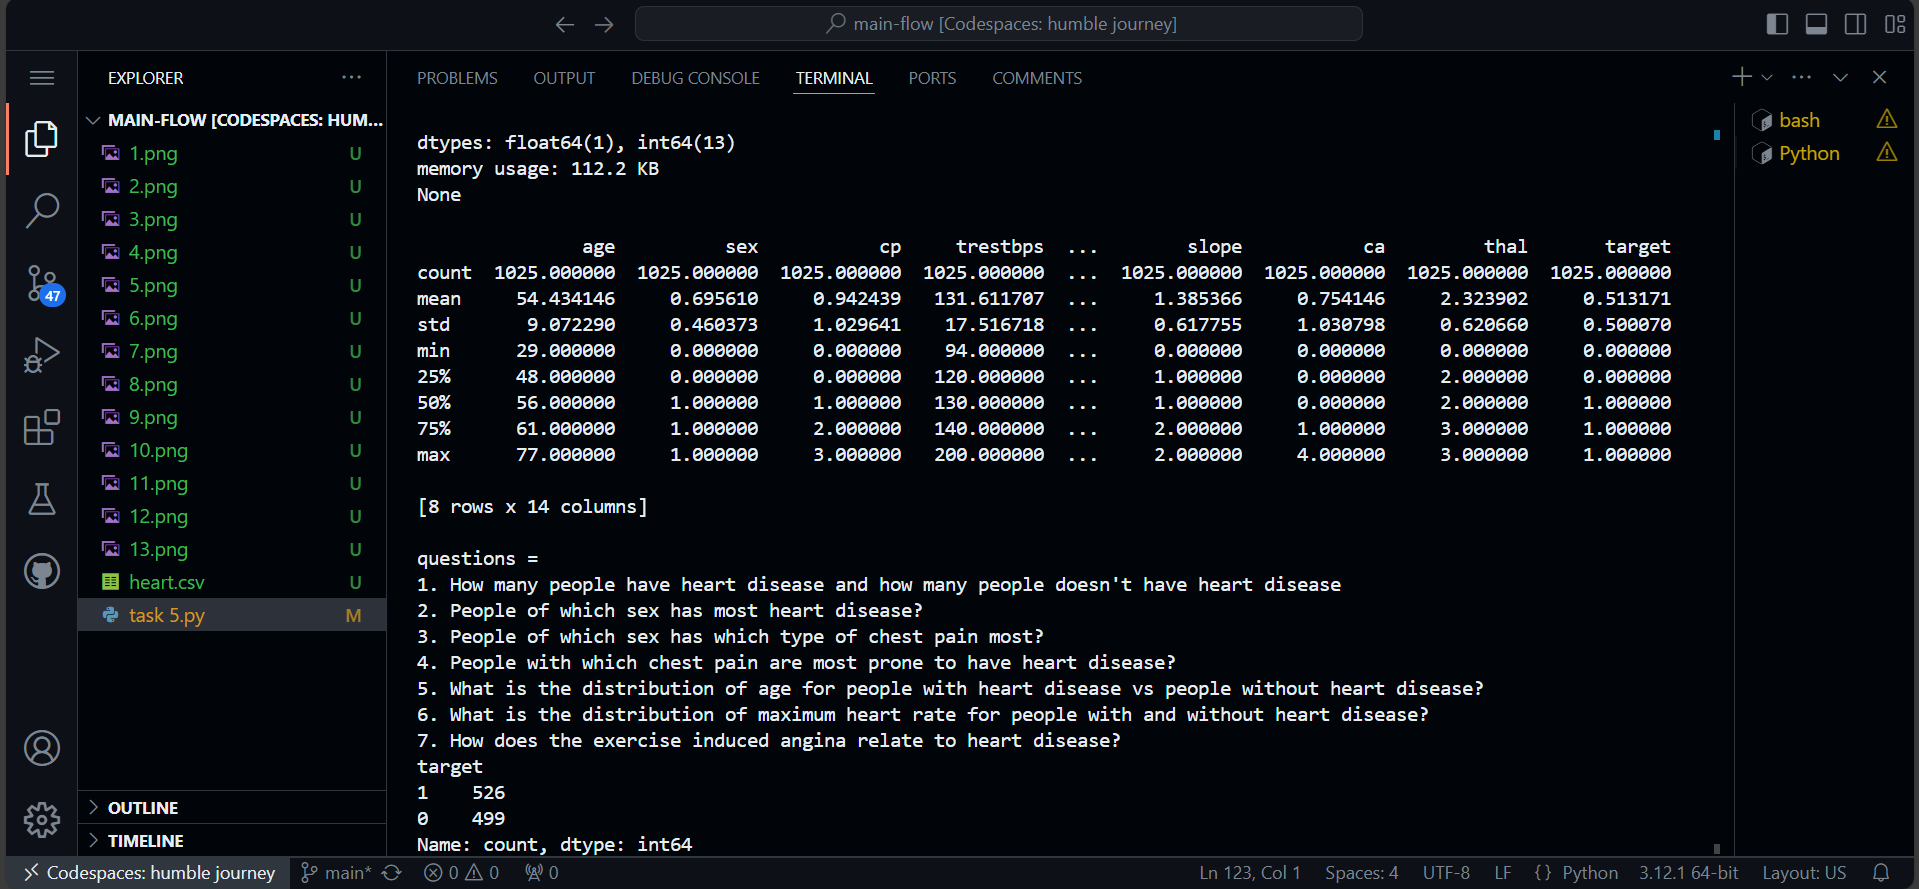 main-flow [Codespaces: humble journey]
EXPLORER
MAIN-FLOW [CODESPACES: HUM...
1.png U
2.png U
3.png U
4.png U
5.png U
6.png U
7.png U
8.png U
9.png U
10.png U
11.png U
12.png U
13.png U
heart.csv U
task 5.py M
47
OUTLINE
TIMELINE
PROBLEMS OUTPUT DEBUG CONSOLE TERMINAL PORTS COMMENTS
dtypes: float64(1), int64(13)
memory usage: 112.2 KB
None
age sex cp trestbps ... slope ca thal target
count 1025.000000 1025.000000 1025.000000 1025.000000 ... 1025.000000 1025.000000 1025.000000 1025.000000
mean 54.434146 0.695610 0.942439 131.611707 ... 1.385366 0.754146 2.323902 0.513171
std 9.072290 0.460373 1.029641 17.516718 ... 0.617755 1.030798 0.620660 0.500070
min 29.000000 0.000000 0.000000 94.000000 ... 0.000000 0.000000 0.000000 0.000000
25% 48.000000 0.000000 0.000000 120.000000 ... 1.000000 0.000000 2.000000 0.000000
50% 56.000000 1.000000 1.000000 130.000000 ... 1.000000 0.000000 2.000000 1.000000
75% 61.000000 1.000000 2.000000 140.000000 ... 2.000000 1.000000 3.000000 1.000000
max 77.000000 1.000000 3.000000 200.000000 ... 2.000000 4.000000 3.000000 1.000000
[8 rows x 14 columns]
questions =
1. How many people have heart disease and how many people doesn't have heart disease
2. People of which sex has most heart disease?
3. People of which sex has which type of chest pain most?
4. People with which chest pain are most prone to have heart disease?
5. What is the distribution of age for people with heart disease vs people without heart disease?
6. What is the distribution of maximum heart rate for people with and without heart disease?
7. How does the exercise induced angina relate to heart disease?
target
1 526
0 499
Name: count, dtype: int64
bash
Python
Codespaces: humble journey main* 0 0 0 Ln 123, Col 1 Spaces: 4 UTF-8 LF {} Python 3.12.1 64-bit Layout: US